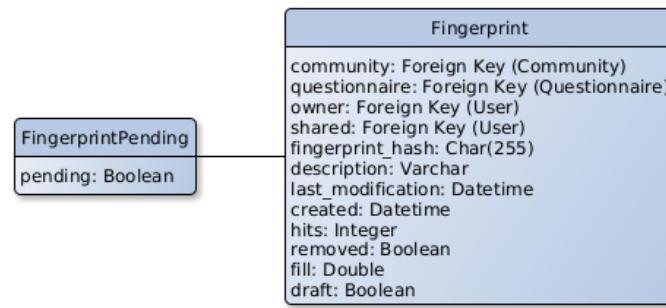 Fingerprint
community: Foreign Key (Community)
questionnaire: Foreign Key (Questionnaire)
owner: Foreign Key (User)
shared: Foreign Key (User)
fingerprint_hash: Char(255)
description: Varchar
last_modification: Datetime
created: Datetime
hits: Integer
removed: Boolean
fill: Double
draft: Boolean
FingerprintPending
pending: Boolean